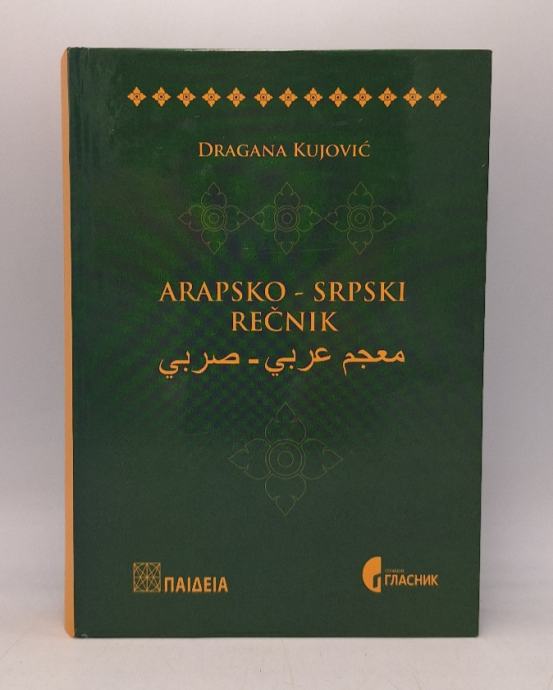 DRAGANA KUJOVIĆ
ARAPSKO - SRPSKI
REČNIK
معجم عربي - صربي
ΠΑΙΔΕΙΑ
ГЛАСНИК